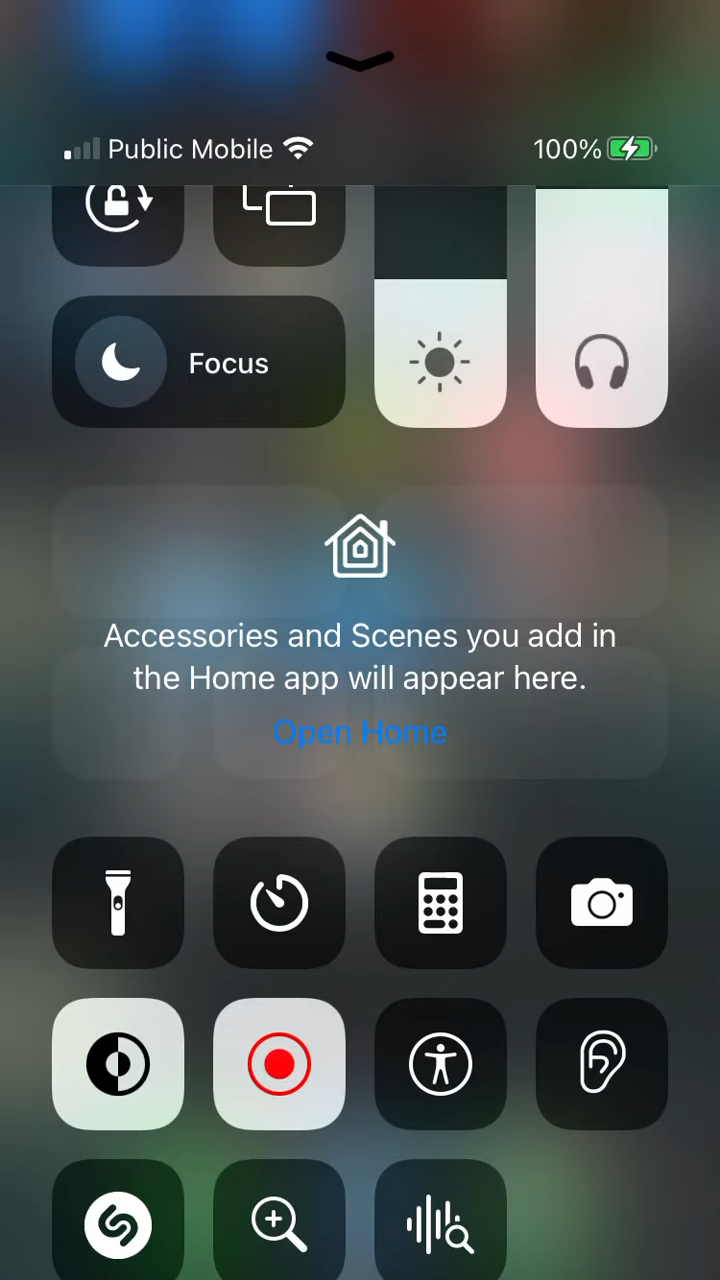 Public Mobile
100%
Focus
Accessories and Scenes you add in
the Home app will appear here.
Open Home